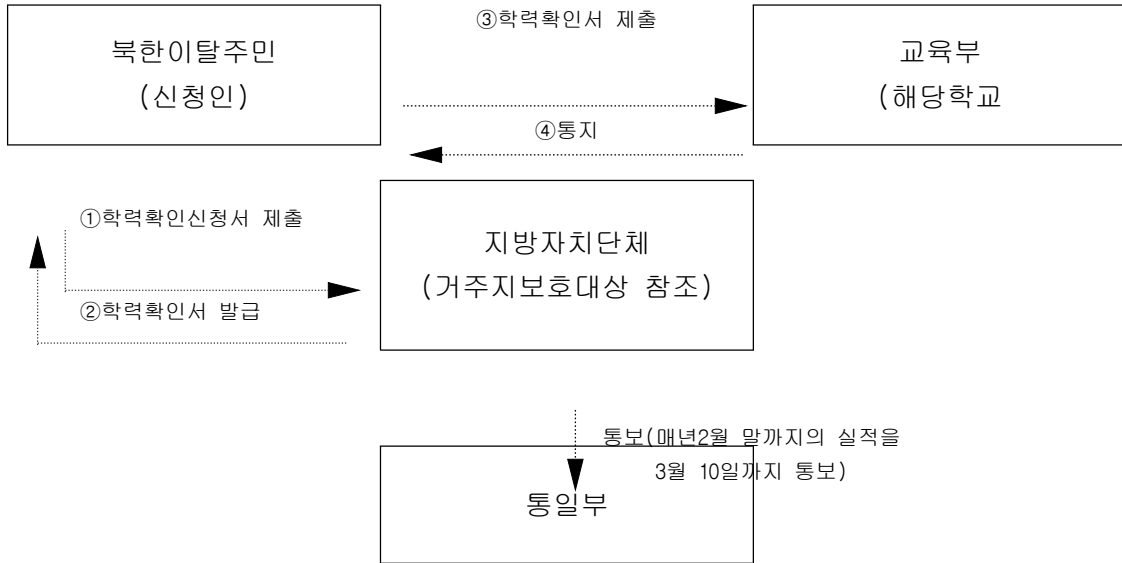 ③학력확인서 제출
북한이탈주민
(신청인)
교육부
(해당학교
④통지
①학력확인신청서 제출
지방자치단체
(거주지보호대상 참조)
②학력확인서 발급
통보(매년2월 말까지의 실적을
3월 10일까지 통보)
통일부